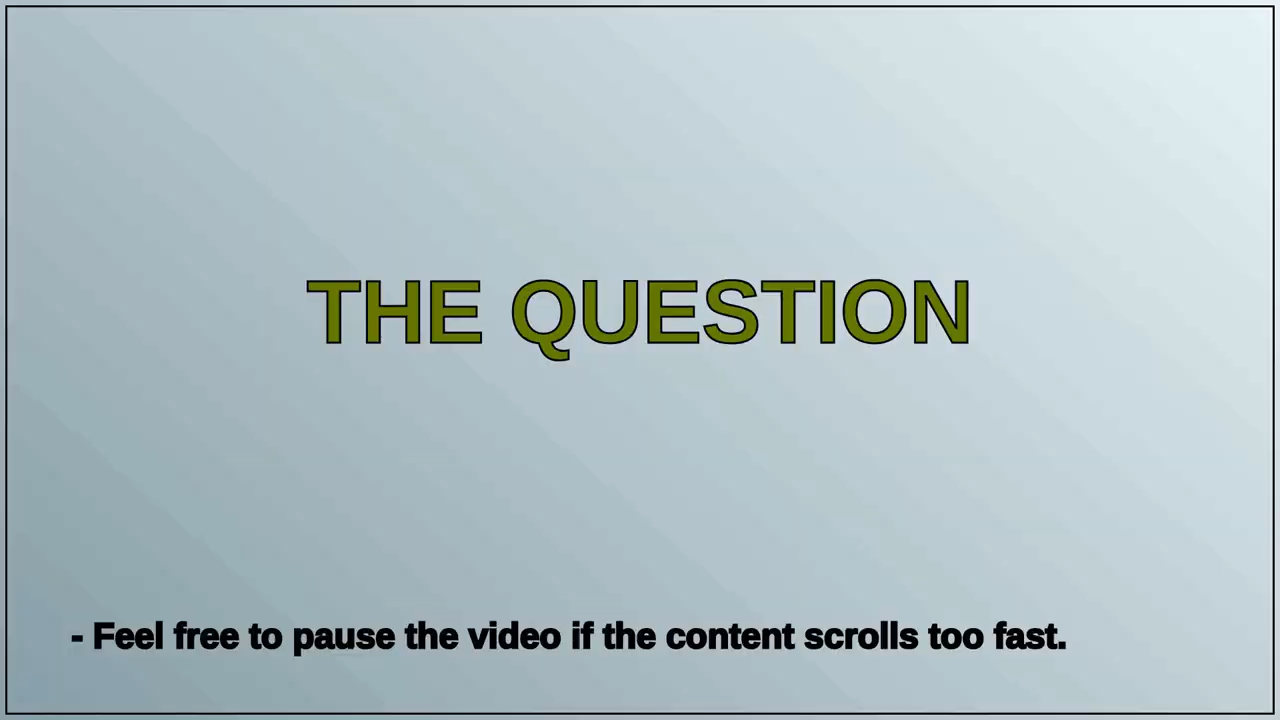 THE QUESTION
- Feel free to pause the video if the content scrolls too fast.